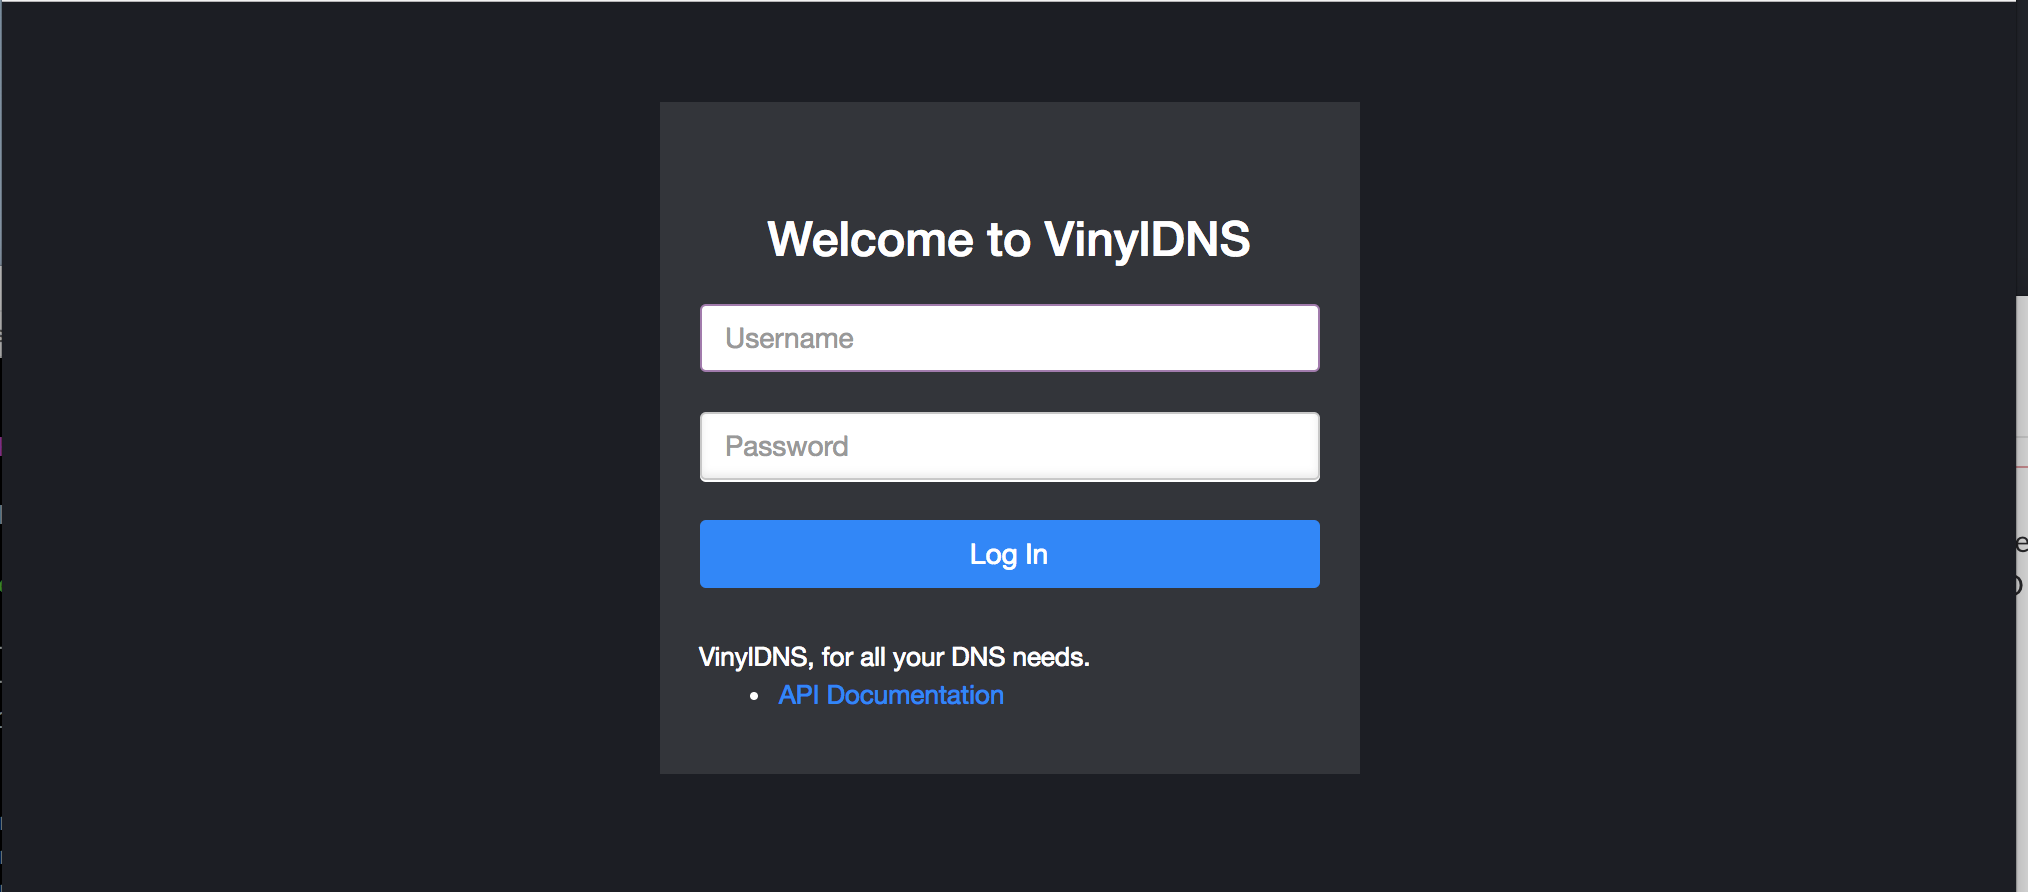 Welcome to VinylDNS
Username
Password
Log In
VinylDNS, for all your DNS needs.
API Documentation